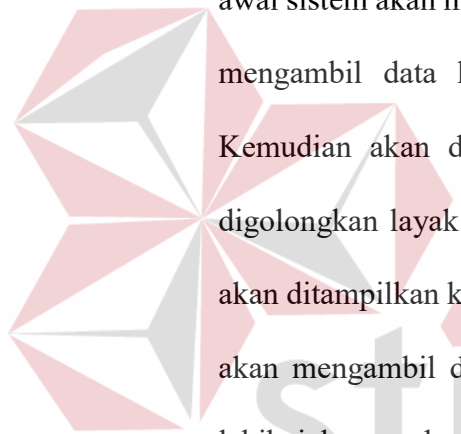 awal sistem akan
mengambil data
Kemudian akan
digolongkan layak
akan ditampilkan
akan mengambil